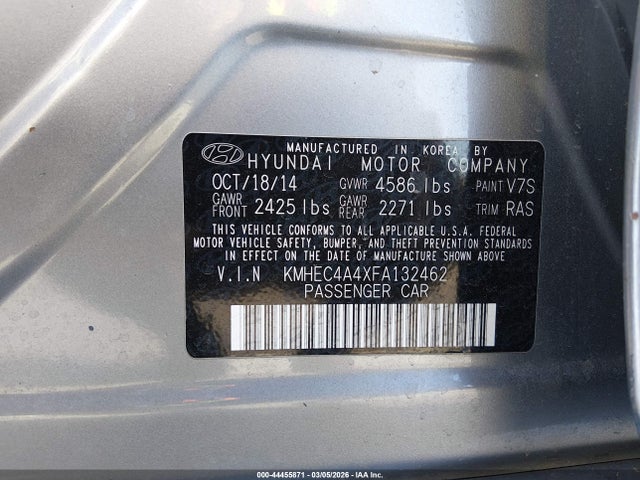 MANUFACTURED IN KOREA BY
HYUNDAI MOTOR COMPANY
OCT/18/14 GVWR 4586 lbs PAINT V7S
GAWR FRONT 2425 lbs GAWR REAR 2271 lbs TRIM RAS
THIS VEHICLE CONFORMS TO ALL APPLICABLE U.S.A. FEDERAL
MOTOR VEHICLE SAFETY, BUMPER, AND THEFT PREVENTION STANDARDS
IN EFFECT ON THE DATE OF MANUFACTURE SHOWN ABOVE
V.I.N KMHEC4A4XFA132462
PASSENGER CAR
000-44455871 - 03/05/2026 - IAA Inc.